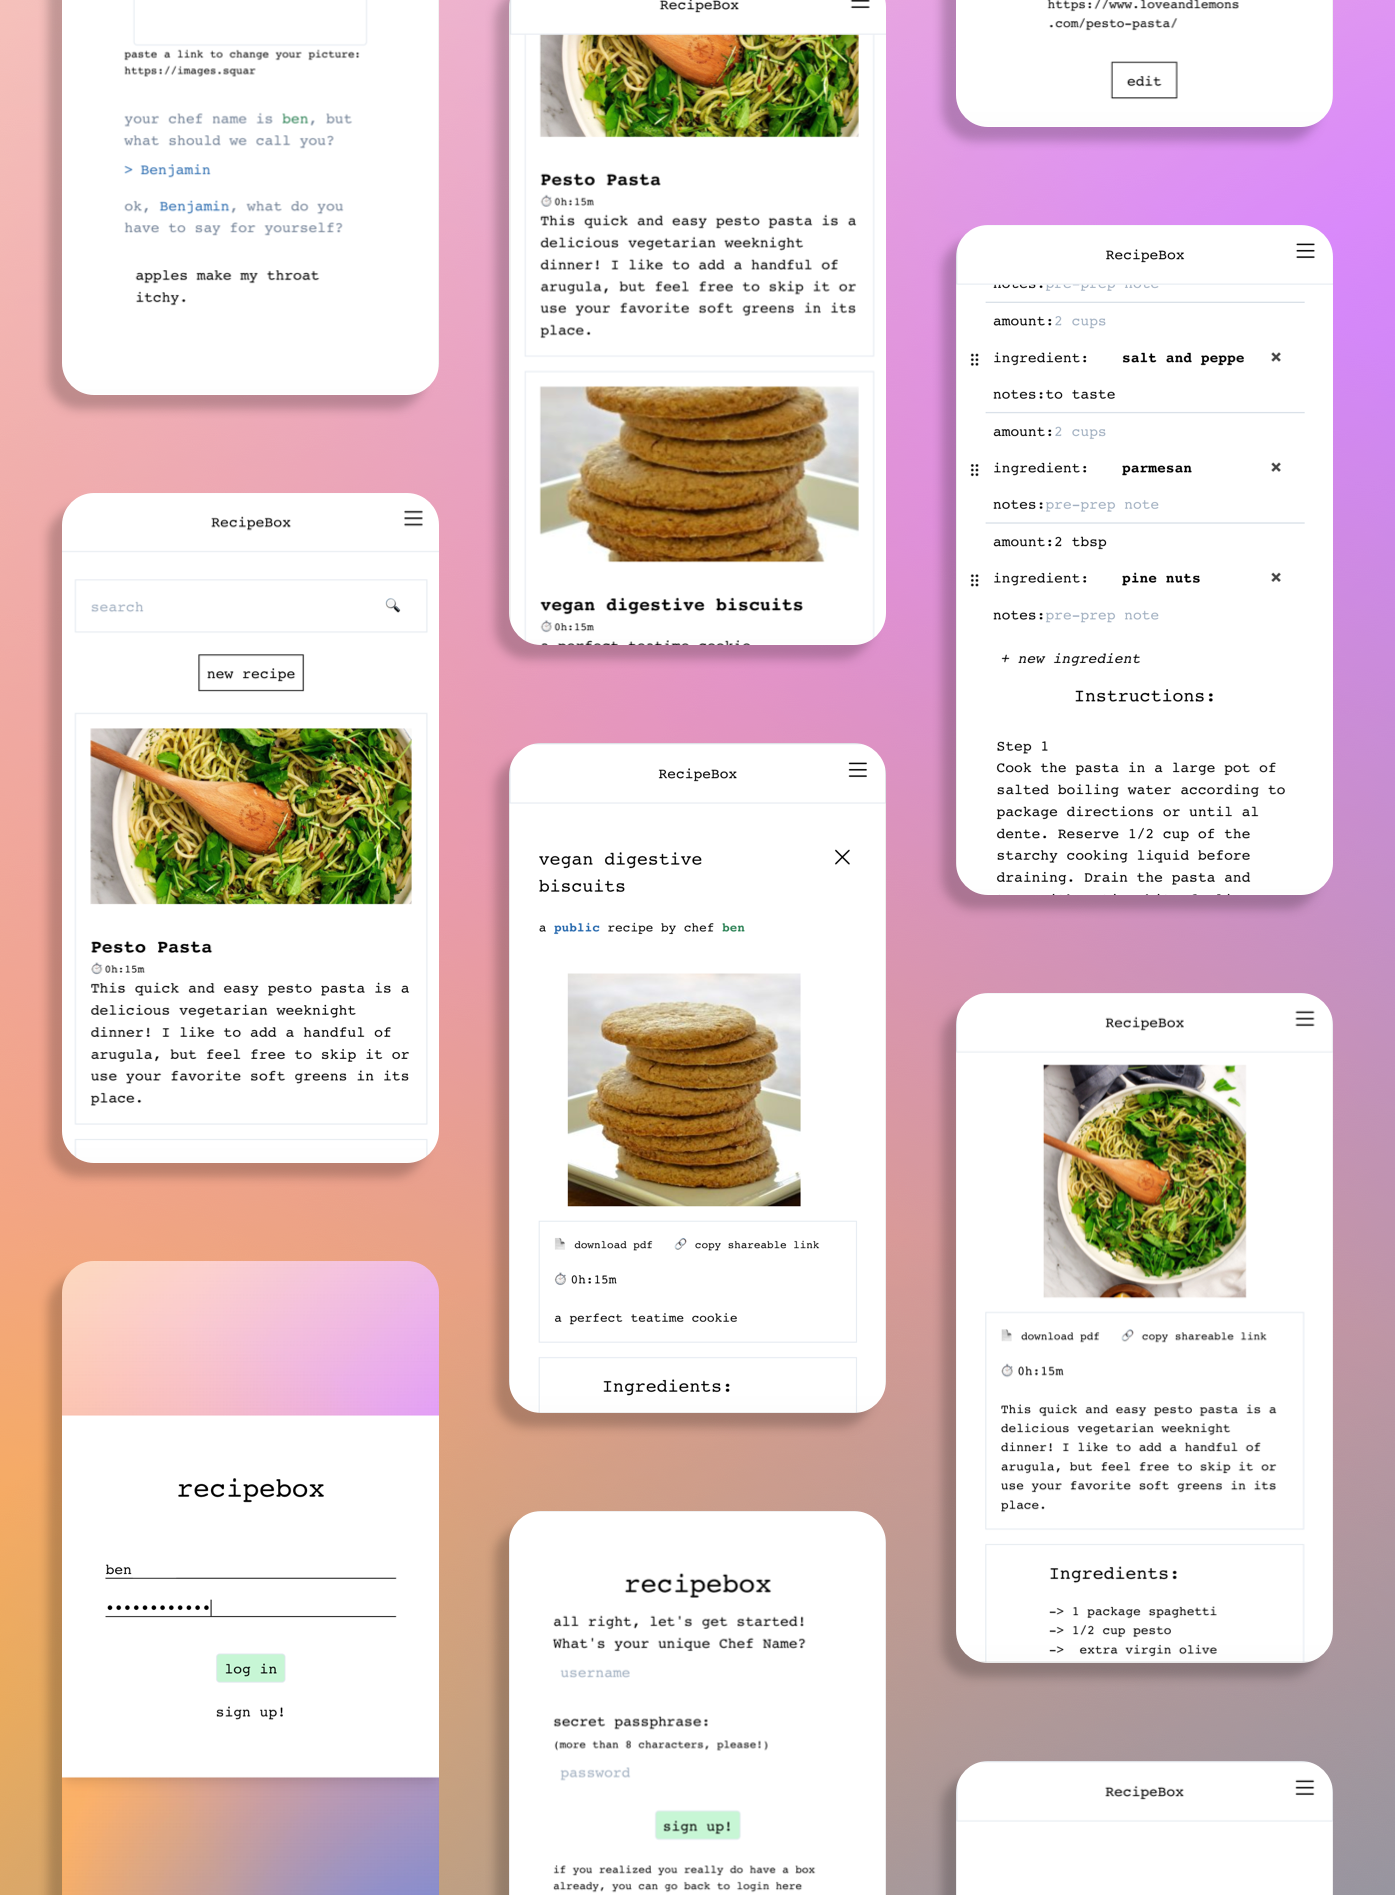 paste a link to change your picture:
https://images.squar
your chef name is ben, but
what should we call you?
> Benjamin
ok, Benjamin, what do you
have to say for yourself?
apples make my throat
itchy.
RecipeBox
search
new recipe
Pesto Pasta
0h:15m
This quick and easy pesto pasta is a
delicious vegetarian weeknight
dinner! I like to add a handful of
arugula, but feel free to skip it or
use your favorite soft greens in its
place.
recipebox
ben
log in
sign up!
RecipeBox
Pesto Pasta
0h:15m
This quick and easy pesto pasta is a
delicious vegetarian weeknight
dinner! I like to add a handful of
arugula, but feel free to skip it or
use your favorite soft greens in its
place.
vegan digestive biscuits
0h:15m
a perfect teatime cookie
RecipeBox
vegan digestive
biscuits
a public recipe by chef ben
download pdf copy shareable link
0h:15m
a perfect teatime cookie
Ingredients:
recipebox
all right, let's get started!
What's your unique Chef Name?
username
secret passphrase:
(more than 8 characters, please!)
password
sign up!
if you realized you really do have a box
already, you can go back to login here
https://www.loveandlemons
.com/pesto-pasta/
edit
RecipeBox
notes:pre-prep note
amount:2 cups
ingredient: salt and peppe
notes:to taste
amount:2 cups
ingredient: parmesan
notes:pre-prep note
amount:2 tbsp
ingredient: pine nuts
notes:pre-prep note
+ new ingredient
Instructions:
Step 1
Cook the pasta in a large pot of
salted boiling water according to
package directions or until al
dente. Reserve 1/2 cup of the
starchy cooking liquid before
draining. Drain the pasta and
RecipeBox
download pdf copy shareable link
0h:15m
This quick and easy pesto pasta is a
delicious vegetarian weeknight
dinner! I like to add a handful of
arugula, but feel free to skip it or
use your favorite soft greens in its
place.
Ingredients:
-> 1 package spaghetti
-> 1/2 cup pesto
-> extra virgin olive
RecipeBox